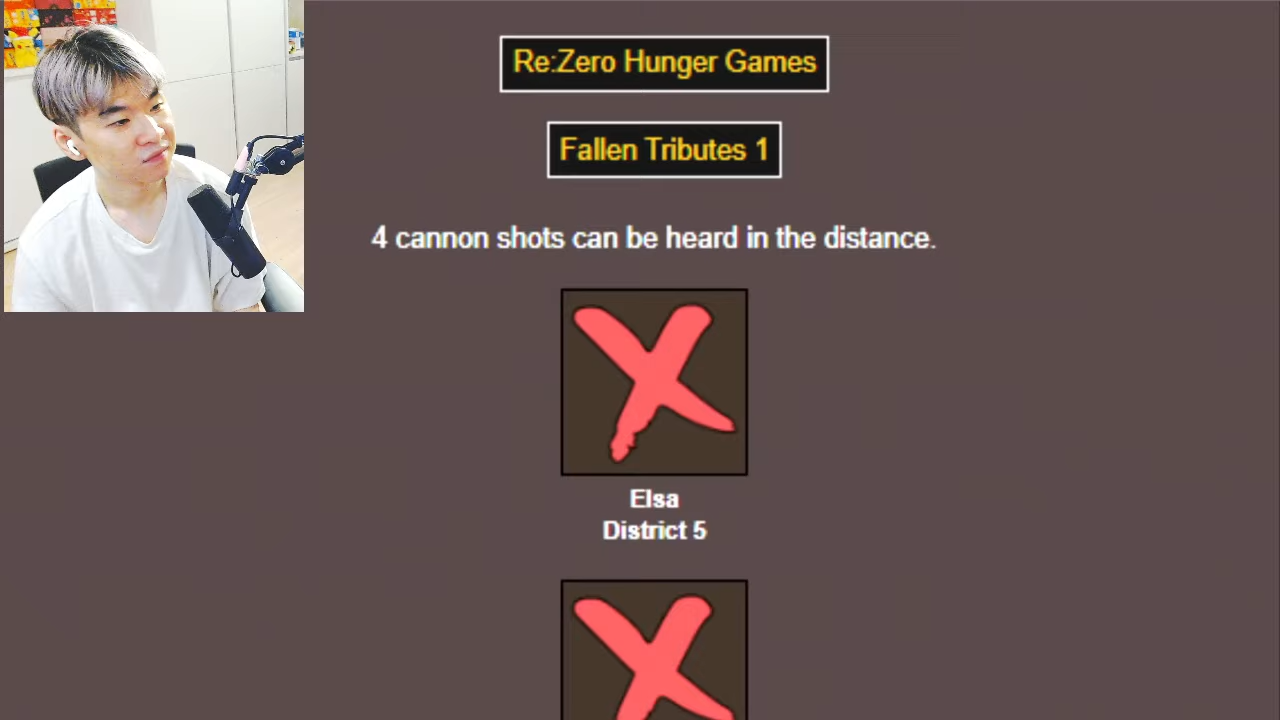 Re:Zero Hunger Games
Fallen Tributes 1
4 cannon shots can be heard in the distance.
Elsa
District 5